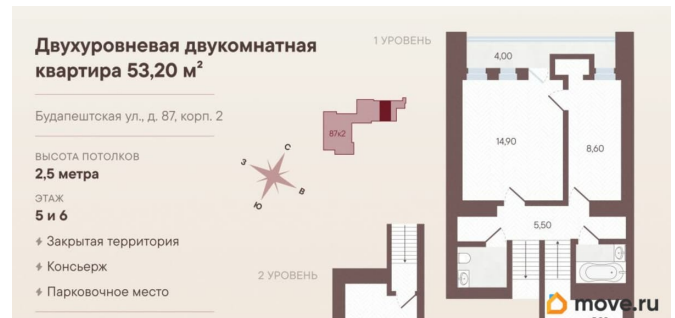 Двухуровневая двукомнатная
квартира 53,20 м²
Будапештская ул., д. 87, корп. 2
ВЫСОТА ПОТОЛКОВ
2,5 метра
ЭТАЖ
5 и 6
Закрытая территория
Консьерж
Парковочное место
87к2
С
З
В
Ю
1 УРОВЕНЬ
4,00
14,90
8,60
5,50
2 УРОВЕНЬ
move.ru